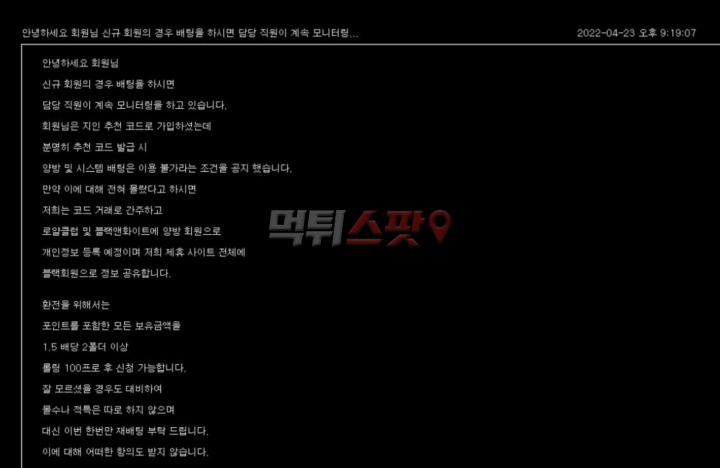 안녕하세요 회원님 신규 회원의 경우 배팅을 하시면 담당 직원이 계속 모니터링... 2022-04-23 오후 9:19:07
안녕하세요 회원님
신규 회원의 경우 배팅을 하시면
담당 직원이 계속 모니터링을 하고 있습니다.
회원님은 지인 추천 코드로 가입하셨는데
분명히 추천 코드 발급 시
양방 및 시스템 배팅은 이용 불가라는 조건을 공지 했습니다.
만약 이에 대해 전혀 몰랐다고 하시면
저희는 코드 거래로 간주하고
로얄클럽 및 블랙앤화이트에 양방 회원으로
개인정보 등록 예정이며 저희 제휴 사이트 전체에
블랙회원으로 정보 공유합니다.
먹튀스팟
환전을 위해서는
포인트를 포함한 모든 보유금액을
1.5 배당 2폴더 이상
롤링 100프로 후 신청 가능합니다.
잘 모르셨을 경우도 대비하여
몰수나 적특은 따로 하지 않으며
대신 이번 한번만 재배팅 부탁 드립니다.
이에 대해 어떠한 항의도 받지 않습니다.